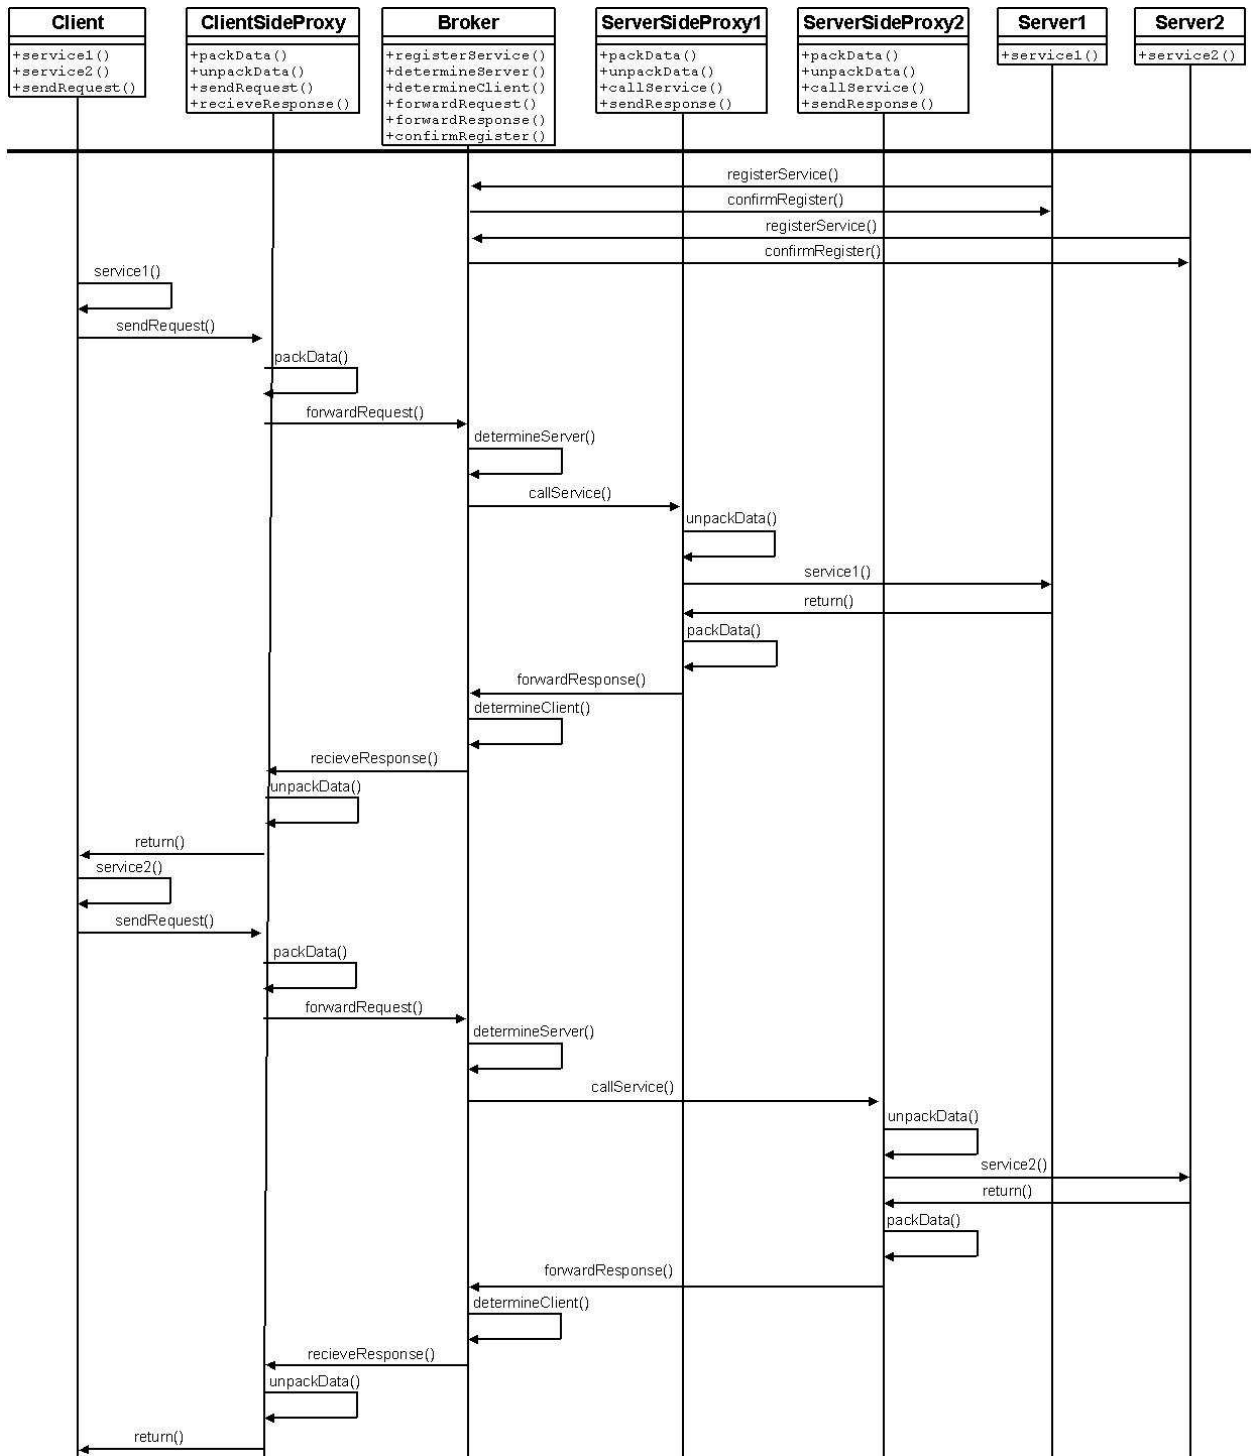 Client
+service1()
+service2()
+sendRequest()
ClientSideProxy
+packData()
+unpackData()
+sendRequest()
+recieveResponse()
Broker
+registerService()
+determineServer()
+determineClient()
+forwardRequest()
+forwardResponse()
+confirmRegister()
ServerSideProxy1
+packData()
+unpackData()
+callService()
+sendResponse()
ServerSideProxy2
+packData()
+unpackData()
+callService()
+sendResponse()
Server1
+service1()
Server2
+service2()
registerService()
confirmRegister()
registerService()
confirmRegister()
service1()
sendRequest()
packData()
forwardRequest()
determineServer()
callService()
unpackData()
service1()
return()
packData()
forwardResponse()
determineClient()
recieveResponse()
unpackData()
return()
service2()
sendRequest()
packData()
forwardRequest()
determineServer()
callService()
unpackData()
service2()
return()
packData()
forwardResponse()
determineClient()
recieveResponse()
unpackData()
return()